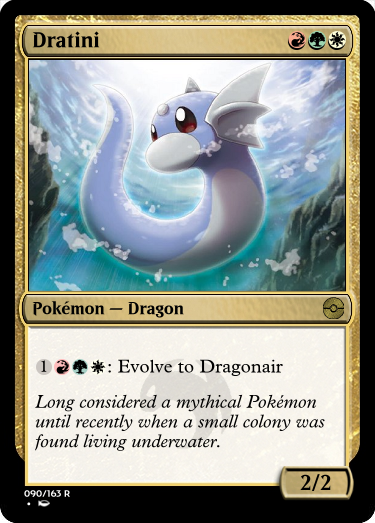 Dratini
Pokémon — Dragon
1: Evolve to Dragonair
Long considered a mythical Pokémon
until recently when a small colony was
found living underwater.
2/2
090/163 R